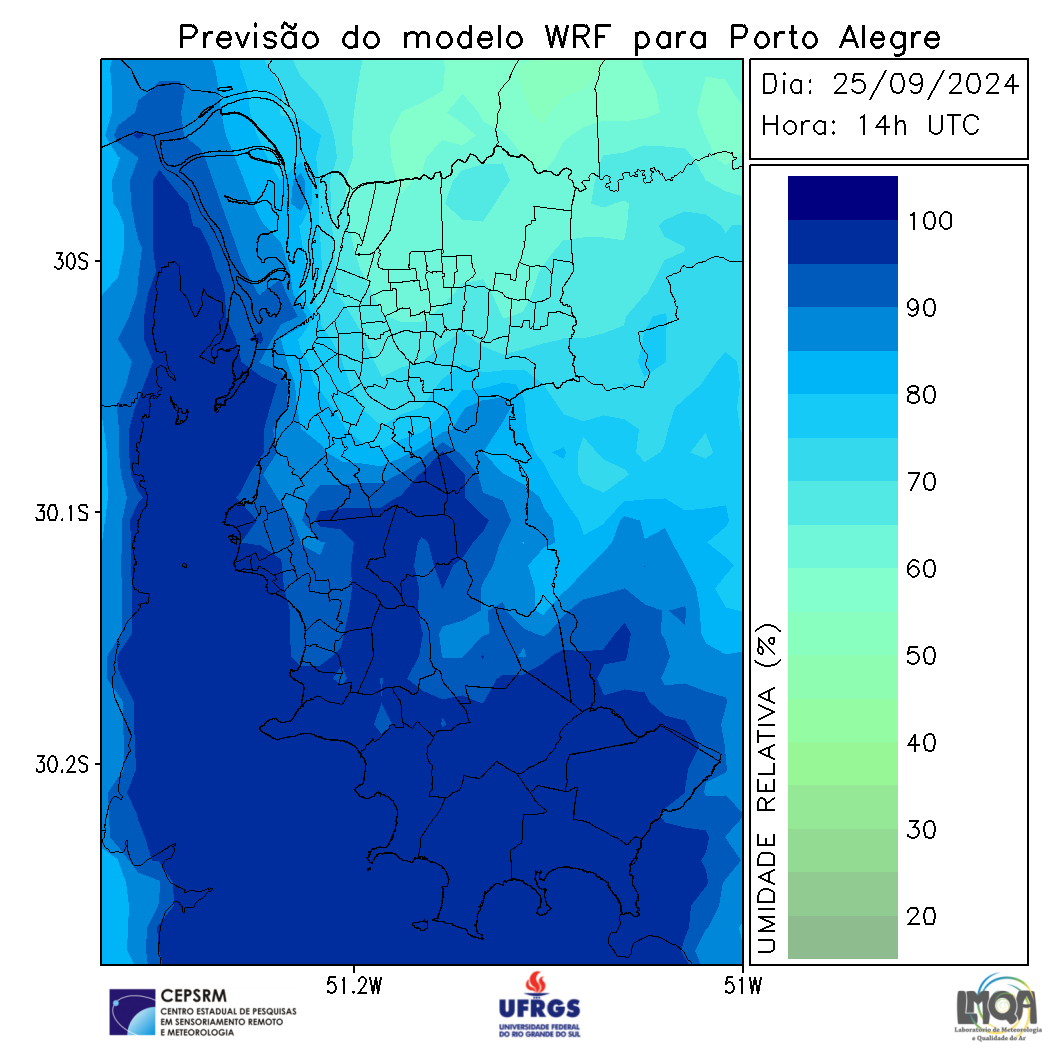 Previsão do modelo WRF para Porto Alegre
Dia: 25/09/2024
Hora: 14h UTC
30S
30.1S
30.2S
51.2W
51W
UMIDADE RELATIVA (%)
100
90
80
70
60
50
40
30
20
CEPSRM
CENTRO ESTADUAL DE PESQUISAS
EM SENSORIAMENTO REMOTO
E METEOROLOGIA
UFRGS
UNIVERSIDADE FEDERAL
DO RIO GRANDE DO SUL
LMQA
Laboratório de Meteorologia
e Qualidade do Ar